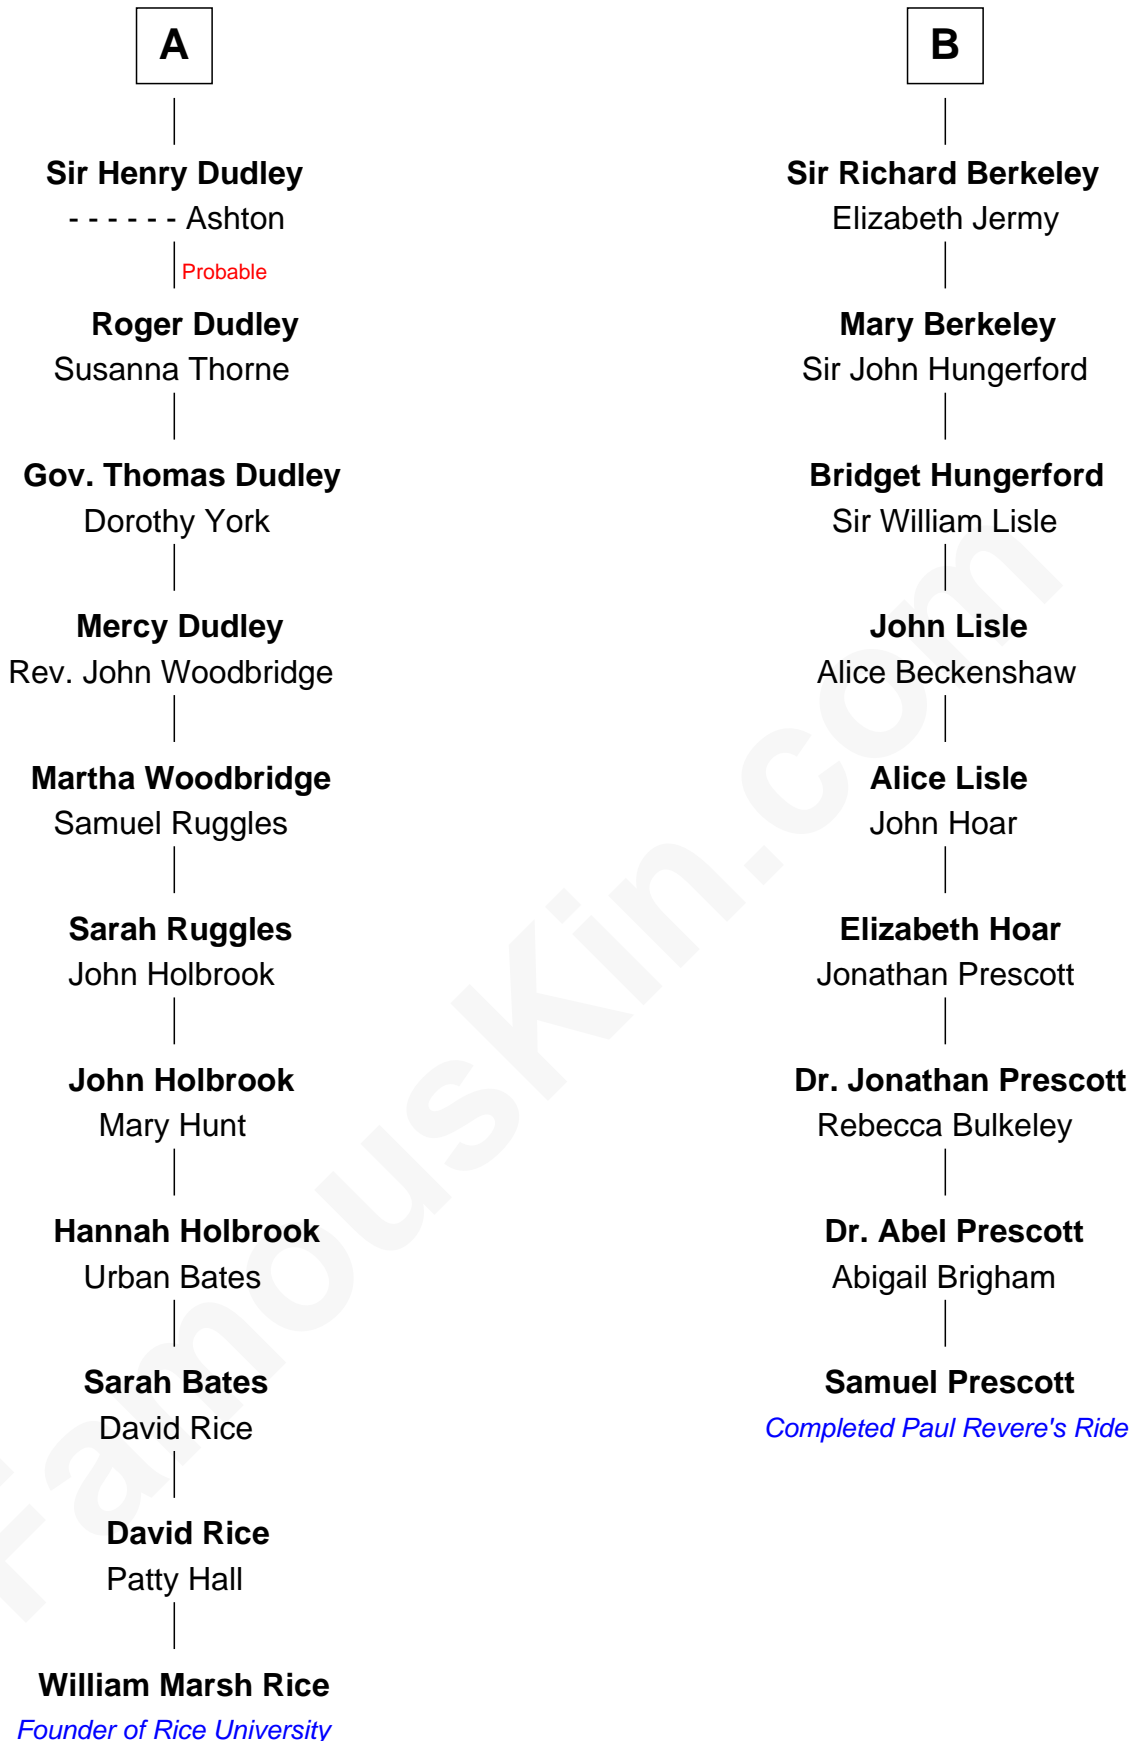 A
Sir Henry Dudley
- - - - - - Ashton
Probable
Roger Dudley
Susanna Thorne
Gov. Thomas Dudley
Dorothy York
Mercy Dudley
Rev. John Woodbridge
Martha Woodbridge
Samuel Ruggles
Sarah Ruggles
John Holbrook
John Holbrook
Mary Hunt
Hannah Holbrook
Urban Bates
Sarah Bates
David Rice
David Rice
Patty Hall
William Marsh Rice
Founder of Rice University
B
Sir Richard Berkeley
Elizabeth Jermy
Mary Berkeley
Sir John Hungerford
Bridget Hungerford
Sir William Lisle
John Lisle
Alice Beckenshaw
Alice Lisle
John Hoar
Elizabeth Hoar
Jonathan Prescott
Dr. Jonathan Prescott
Rebecca Bulkeley
Dr. Abel Prescott
Abigail Brigham
Samuel Prescott
Completed Paul Revere's Ride
FamousKin.com